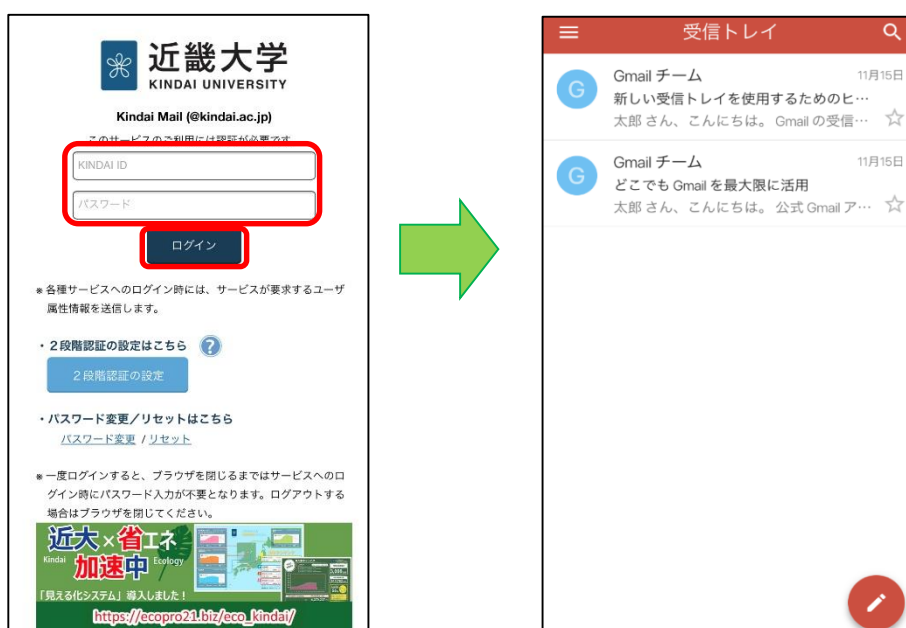 近畿大学
KINDAI UNIVERSITY
Kindai Mail (@kindai.ac.jp)
このサービスのご利用には認証が必要です
KINDAI ID
パスワード
ログイン
※各種サービスへのログイン時には、サービスが要求するユーザ
属性情報を送信します。
・２段階認証の設定はこちら ?
２段階認証の設定
・パスワード変更／リセットはこちら
パスワード変更 / リセット
※一度ログインすると、ブラウザを閉じるまではサービスへのロ
グイン時にパスワード入力が不要となります。ログアウトする
場合はブラウザを閉じてください。
近大×省エネ
Kindai 加速中 Ecology
「見える化システム」導入しました！
https://ecopro21.biz/eco_kindai/
受信トレイ
G
Gmail チーム 11月15日
新しい受信トレイを使用するためのヒ…
太郎 さん、こんにちは。 Gmail の受信…
G
Gmail チーム 11月15日
どこでも Gmail を最大限に活用
太郎 さん、こんにちは。 公式 Gmail ア…